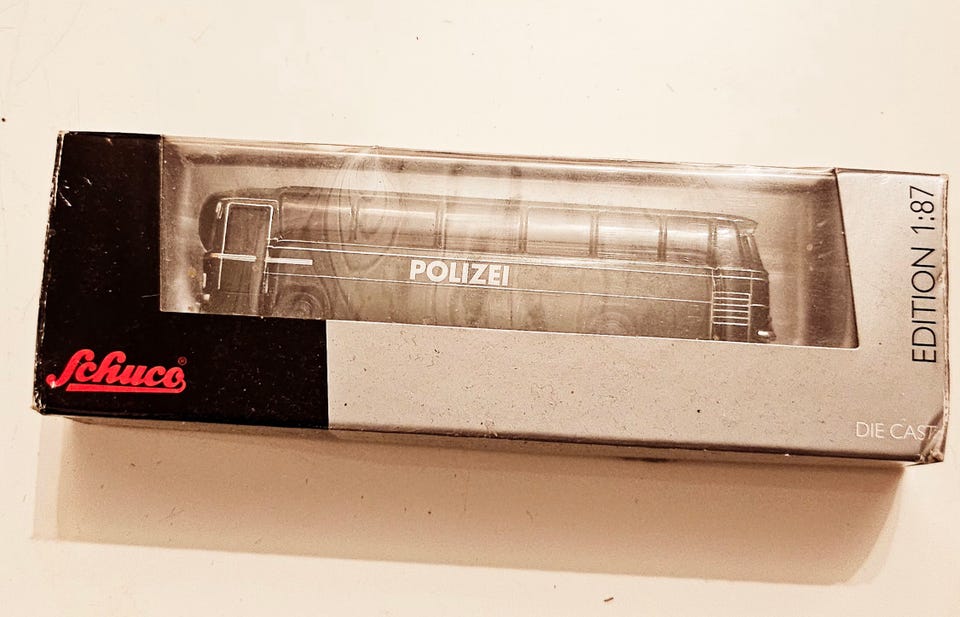 POLIZEI
EDITION 1:87
Schuco®
DIE CAST